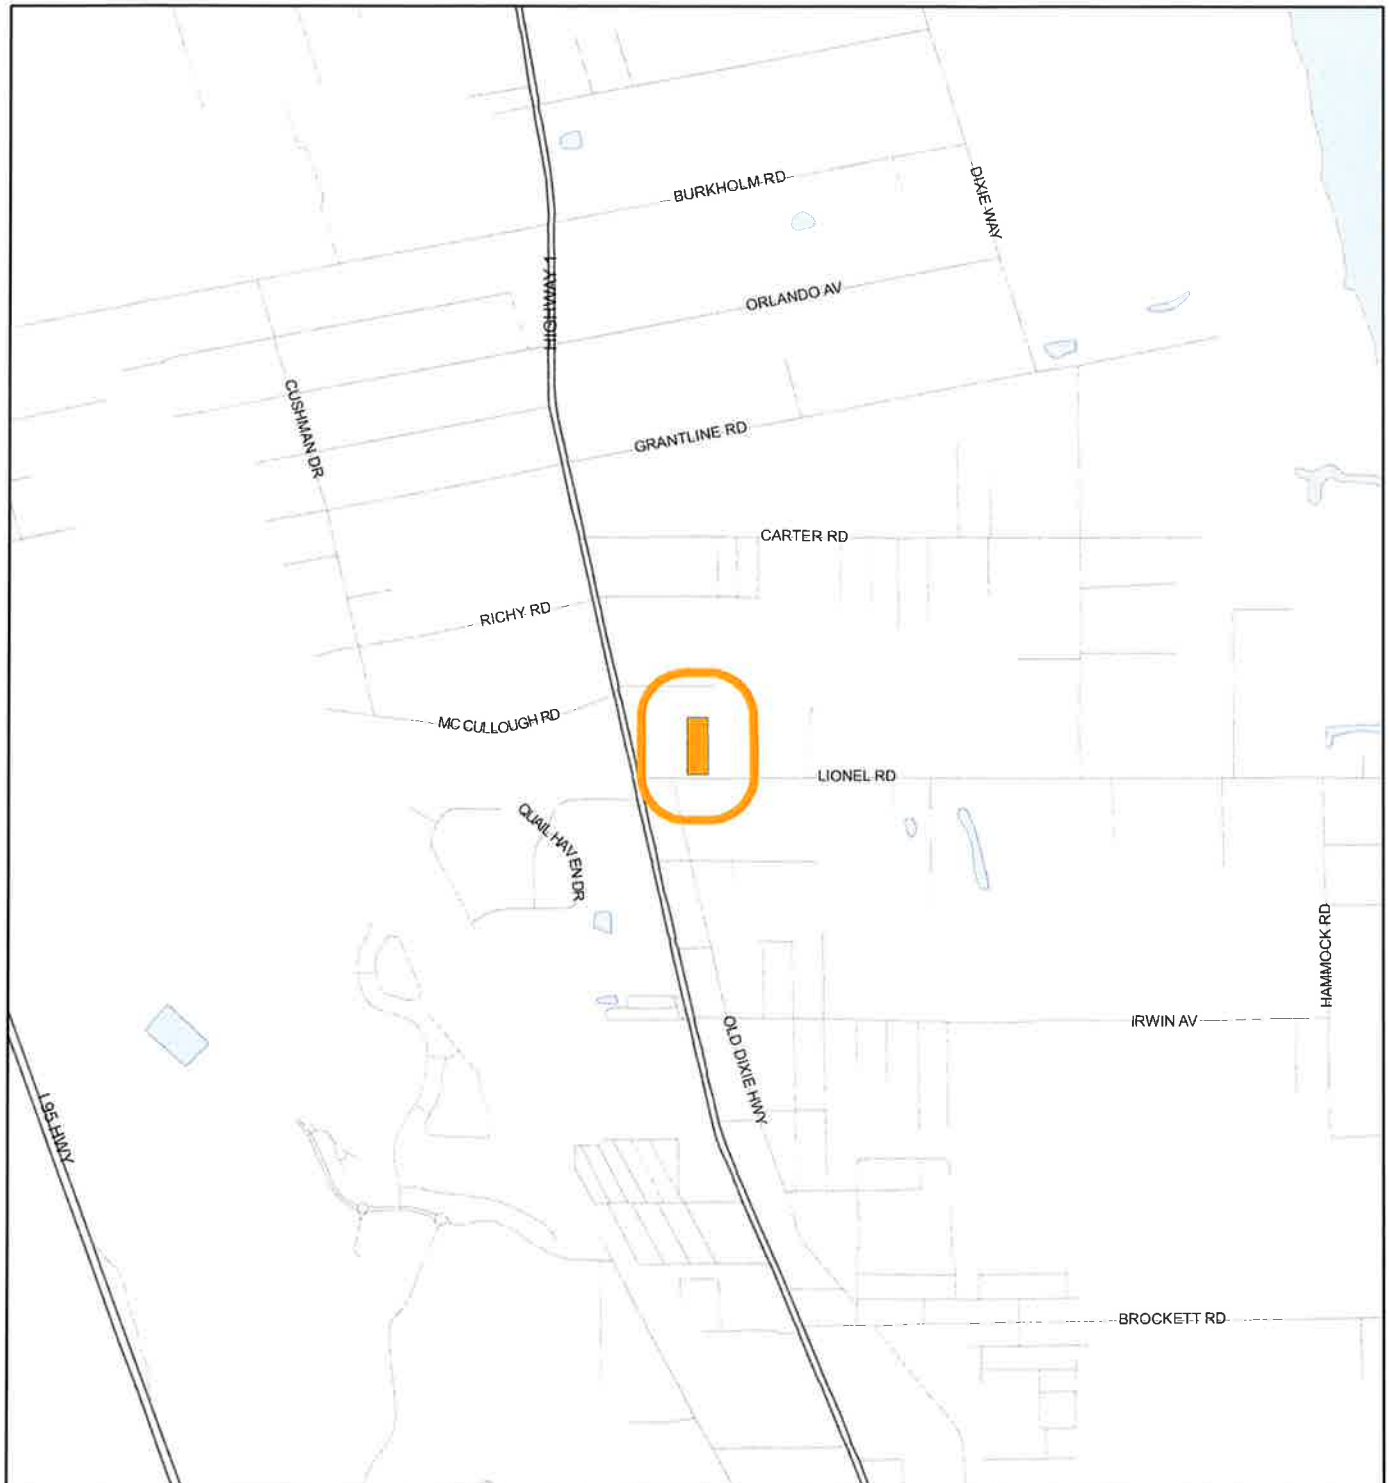 BURKHOLM RD
DIXIE WAY
HIGHWAY 1
ORLANDO AV
CUSHMAN DR
GRANTLINE RD
CARTER RD
RICHY RD
MC CULLOUGH RD
LIONEL RD
QUAIL HAVEN DR
HAMMOCK RD
OLD DIXIE HWY
IRWIN AV
I 95 HWY
BROCKETT RD